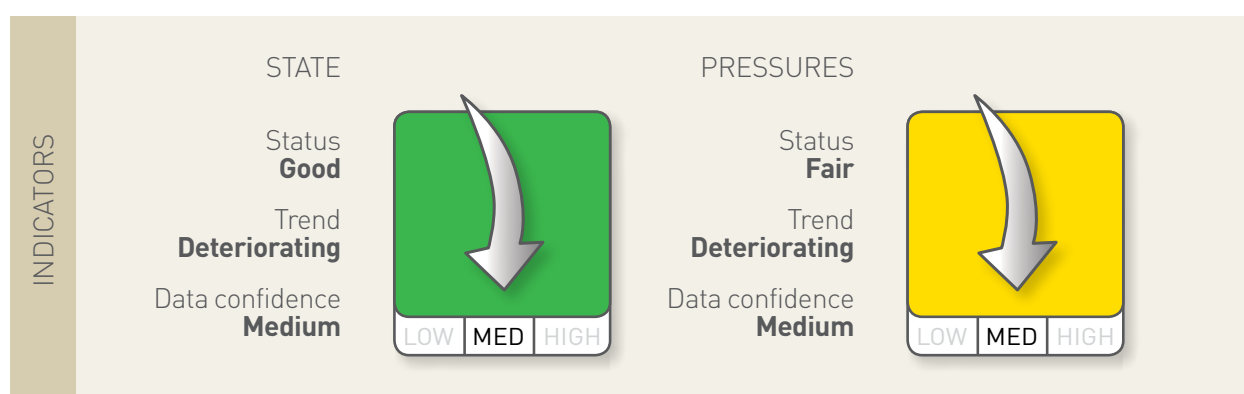 INDICATORS
STATE
Status
Good
Trend
Deteriorating
Data confidence
Medium
LOW MED HIGH
PRESSURES
Status
Fair
Trend
Deteriorating
Data confidence
Medium
LOW MED HIGH